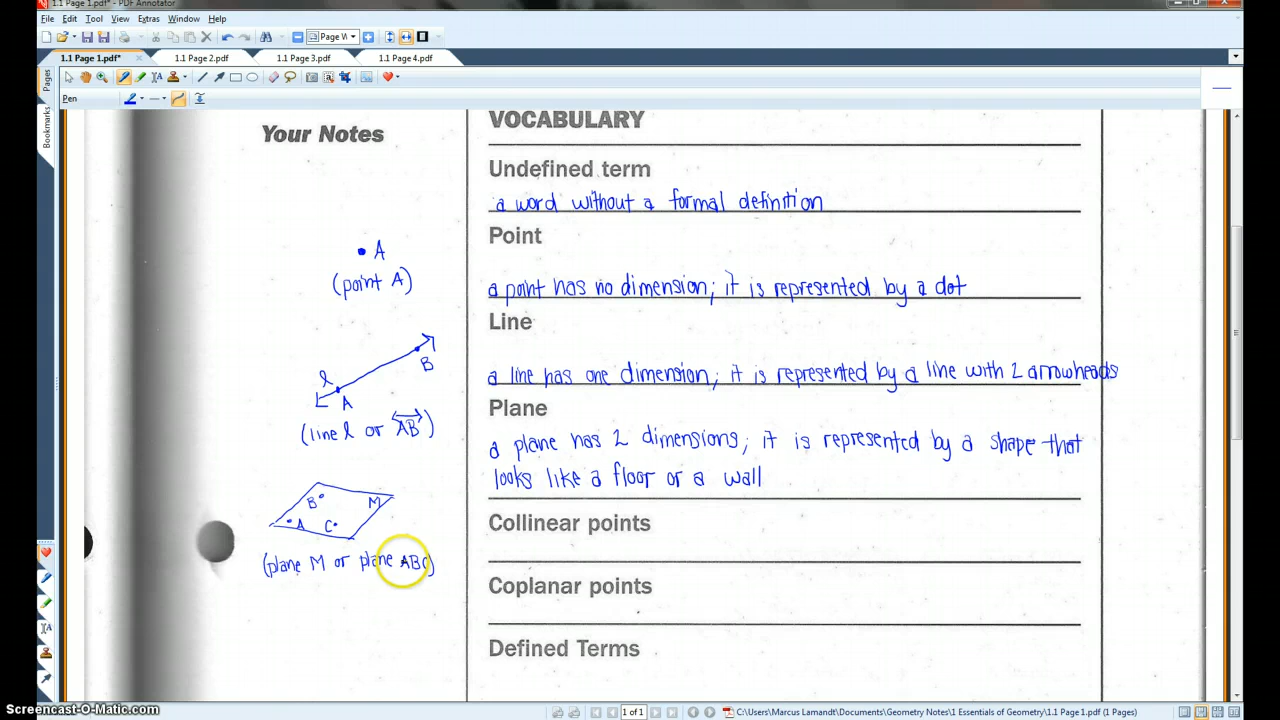 1.1 Page 1.pdf* - PDF Annotator
File Edit Tool View Extras Window Help
Page W
1.1 Page 1.pdf* 1.1 Page 2.pdf 1.1 Page 3.pdf 1.1 Page 4.pdf
Pen
Pages
Bookmarks
Your Notes
• A
(point A)
l
A
B
(line l or AB)
B
M
A
C
(plane M or plane ABC)
VOCABULARY
Undefined term
a word without a formal definition
Point
a point has no dimension; it is represented by a dot
Line
a line has one dimension; it is represented by a line with 2 arrowheads
Plane
a plane has 2 dimensions; it is represented by a shape that
looks like a floor or a wall
Collinear points
Coplanar points
Defined Terms
Screencast-O-Matic.com
1 of 1
C:\Users\Marcus Lamandt\Documents\Geometry Notes\1 Essentials of Geometry\1.1 Page 1.pdf (1 Pages)